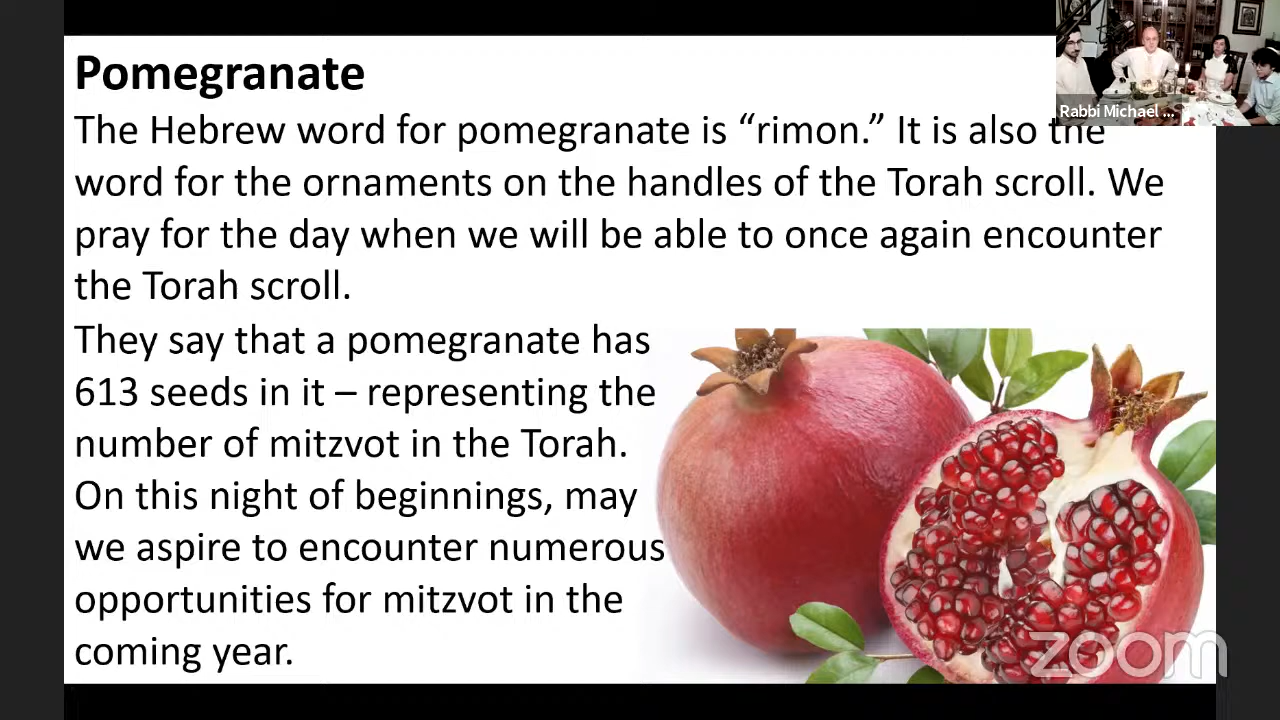 Pomegranate
The Hebrew word for pomegranate is “rimon.” It is also the
word for the ornaments on the handles of the Torah scroll. We
pray for the day when we will be able to once again encounter
the Torah scroll.
They say that a pomegranate has
613 seeds in it – representing the
number of mitzvot in the Torah.
On this night of beginnings, may
we aspire to encounter numerous
opportunities for mitzvot in the
coming year.
Rabbi Michael ...
zoom